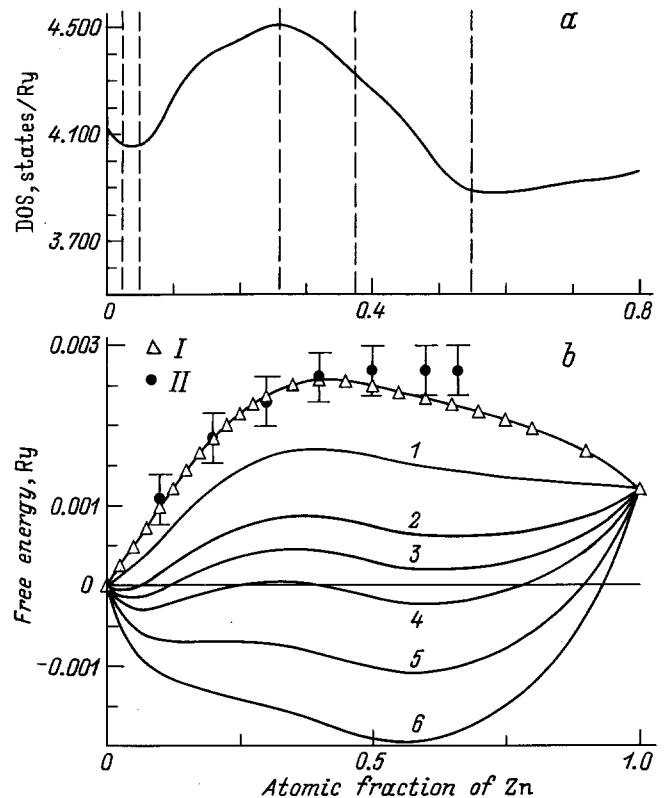 a
4.500
4.100
3.700
DOS, states/Ry
0
0.4
0.8
b
0.003
0.001
0
-0.001
Free energy, Ry
I
II
1
2
3
4
5
6
0
0.5
1.0
Atomic fraction of Zn